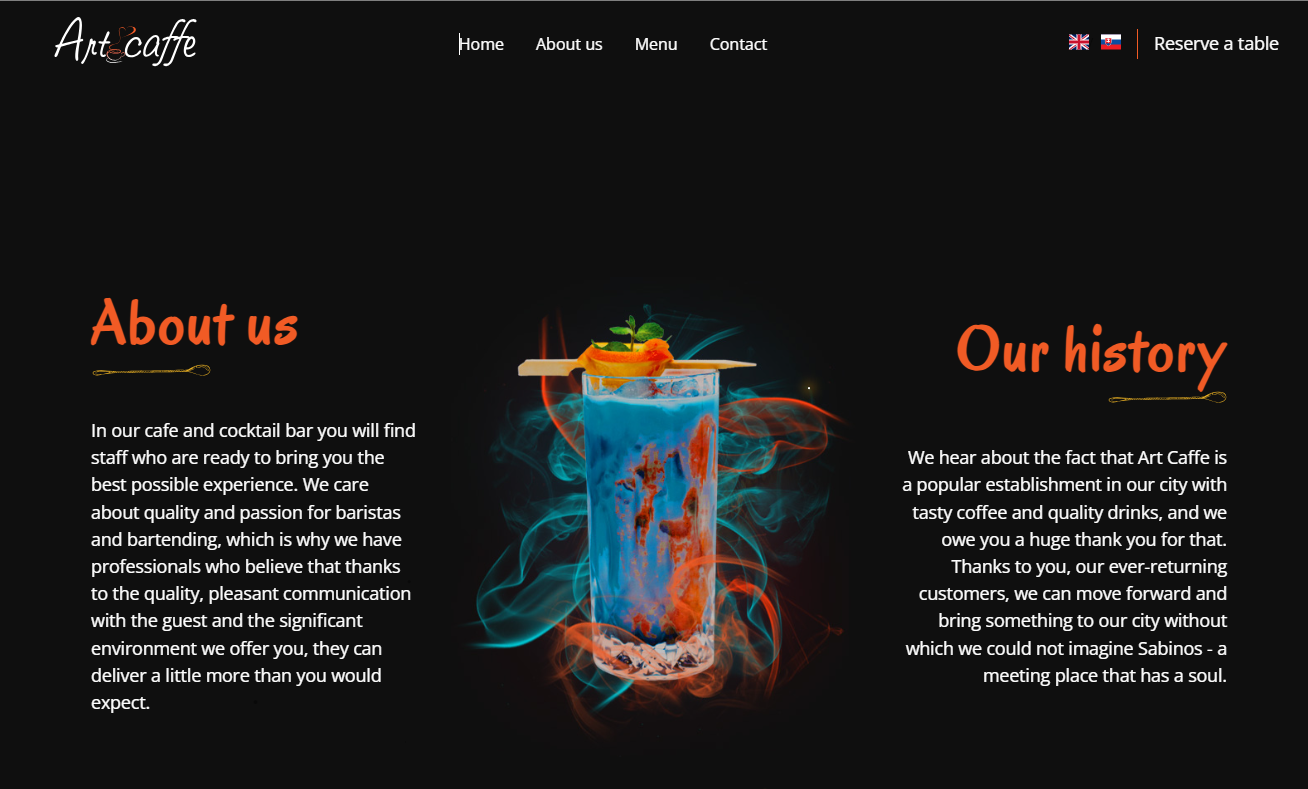 Art caffe
Home About us Menu Contact
Reserve a table
About us
In our cafe and cocktail bar you will find
staff who are ready to bring you the
best possible experience. We care
about quality and passion for baristas
and bartending, which is why we have
professionals who believe that thanks
to the quality, pleasant communication
with the guest and the significant
environment we offer you, they can
deliver a little more than you would
expect.
Our history
We hear about the fact that Art Caffe is
a popular establishment in our city with
tasty coffee and quality drinks, and we
owe you a huge thank you for that.
Thanks to you, our ever-returning
customers, we can move forward and
bring something to our city without
which we could not imagine Sabinos - a
meeting place that has a soul.